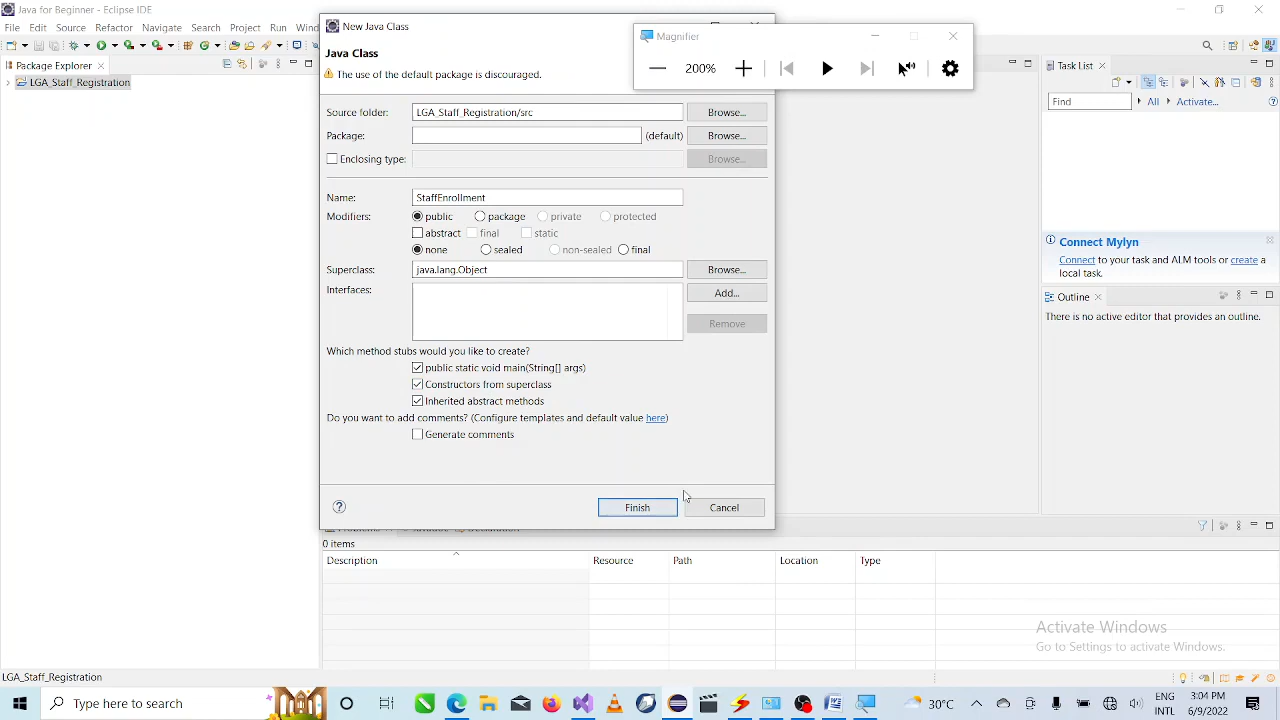 Java for Beginner - Eclipse IDE
File Edit Source Refactor Navigate Search Project Run
Package Explorer
LGA_Staff_Registration
New Java Class
Java Class
The use of the default package is discouraged.
Source folder: LGA_Staff_Registration/src Browse...
Package: (default) Browse...
Enclosing type: Browse...
Name: StaffEnrollment
Modifiers: public package private protected
abstract final static
none sealed non-sealed final
Superclass: java.lang.Object Browse...
Interfaces: Add...
Remove
Which method stubs would you like to create?
public static void main(String[] args)
Constructors from superclass
Inherited abstract methods
Do you want to add comments? (Configure templates and default value here)
Generate comments
Finish Cancel
Magnifier
200%
Task List
Find All Activate...
Connect Mylyn
Connect to your task and ALM tools or create a
local task.
Outline
There is no active editor that provides an outline.
0 items
Description Resource Path Location Type
Activate Windows
Go to Settings to activate Windows.
LGA_Staff_Registration
Type here to search
30°C
ENG
INTL
3:00 PM
6/9/2022